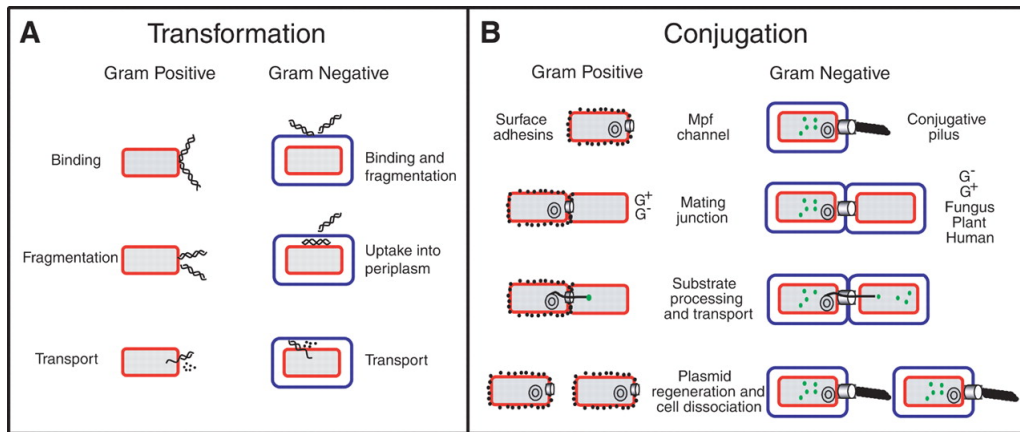 A
Transformation
Gram Positive
Gram Negative
Binding
Binding and
fragmentation
Fragmentation
Uptake into
periplasm
Transport
Transport
B
Conjugation
Gram Positive
Gram Negative
Surface
adhesins
Mpf
channel
Conjugative
pilus
G+
G-
Mating
junction
G-
G+
Fungus
Plant
Human
Substrate
processing
and transport
Plasmid
regeneration and
cell dissociation